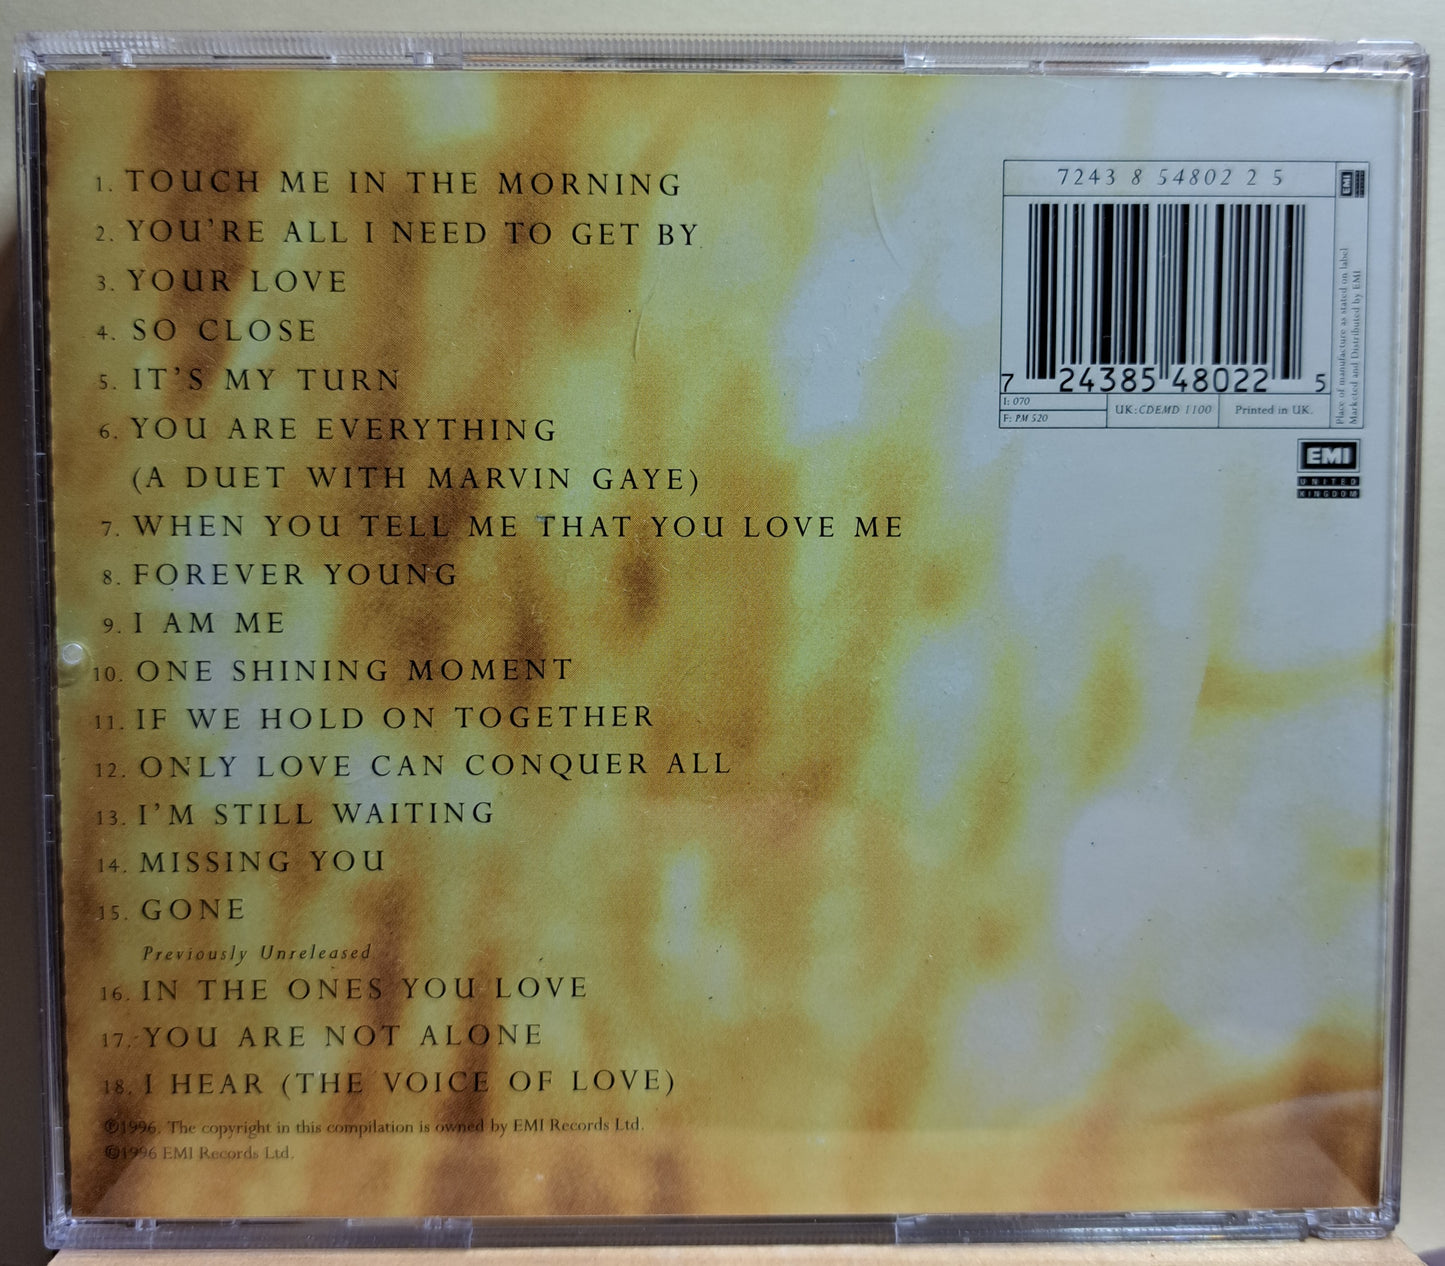 1. TOUCH ME IN THE MORNING
2. YOU'RE ALL I NEED TO GET BY
3. YOUR LOVE
4. SO CLOSE
5. IT'S MY TURN
6. YOU ARE EVERYTHING
(A DUET WITH MARVIN GAYE)
7. WHEN YOU TELL ME THAT YOU LOVE ME
8. FOREVER YOUNG
9. I AM ME
10. ONE SHINING MOMENT
11. IF WE HOLD ON TOGETHER
12. ONLY LOVE CAN CONQUER ALL
13. I'M STILL WAITING
14. MISSING YOU
15. GONE
Previously Unreleased
16. IN THE ONES YOU LOVE
17. YOU ARE NOT ALONE
18. I HEAR (THE VOICE OF LOVE)
℗1996. The copyright in this compilation is owned by EMI Records Ltd.
©1996 EMI Records Ltd.
7243 8 54802 2 5
7 24385 48022 5
I: 070
F: PM 520
UK:CDEMD 1100
Printed in UK.
EMI
Place of manufacture as stated on label
Marketed and Distributed by EMI
EMI
UNITED
KINGDOM